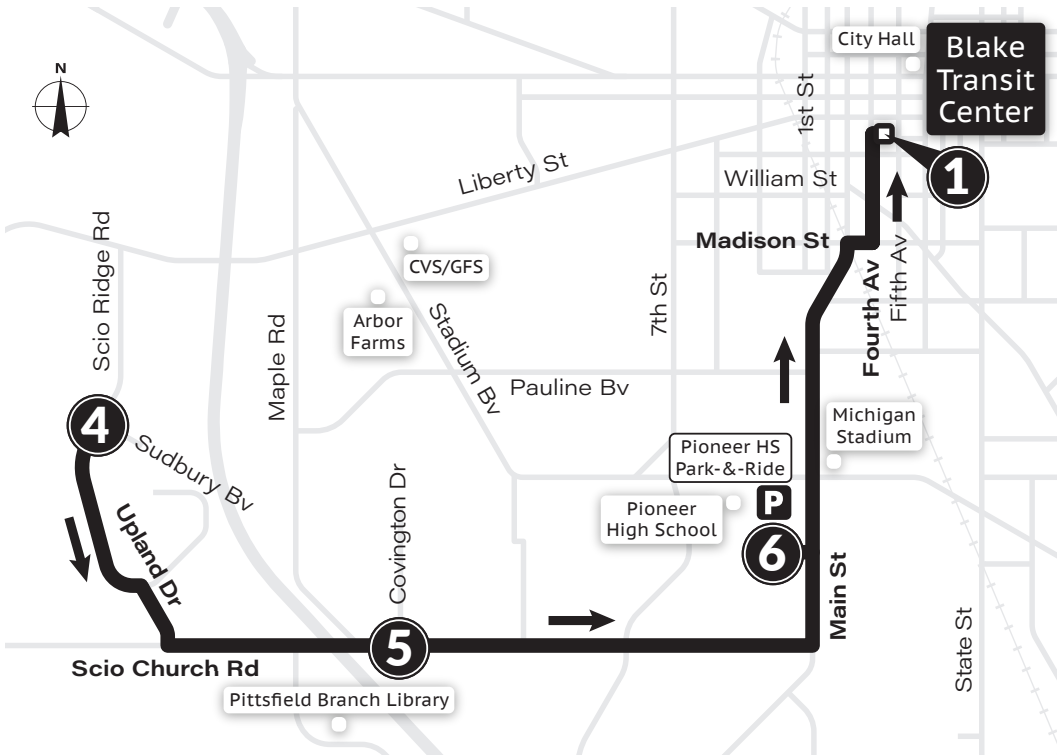 City Hall
Blake
Transit
Center
N
1st St
1
Liberty St
William St
Madison St
Scio Ridge Rd
CVS/GFS
Fourth Av
Fifth Av
7th St
Arbor
Farms
Stadium Bv
Maple Rd
Pauline Bv
4
Sudbury Bv
Michigan
Stadium
Pioneer HS
Park-&-Ride
P
Pioneer
High School
6
Covington Dr
Upland Dr
Main St
5
State St
Scio Church Rd
Pittsfield Branch Library